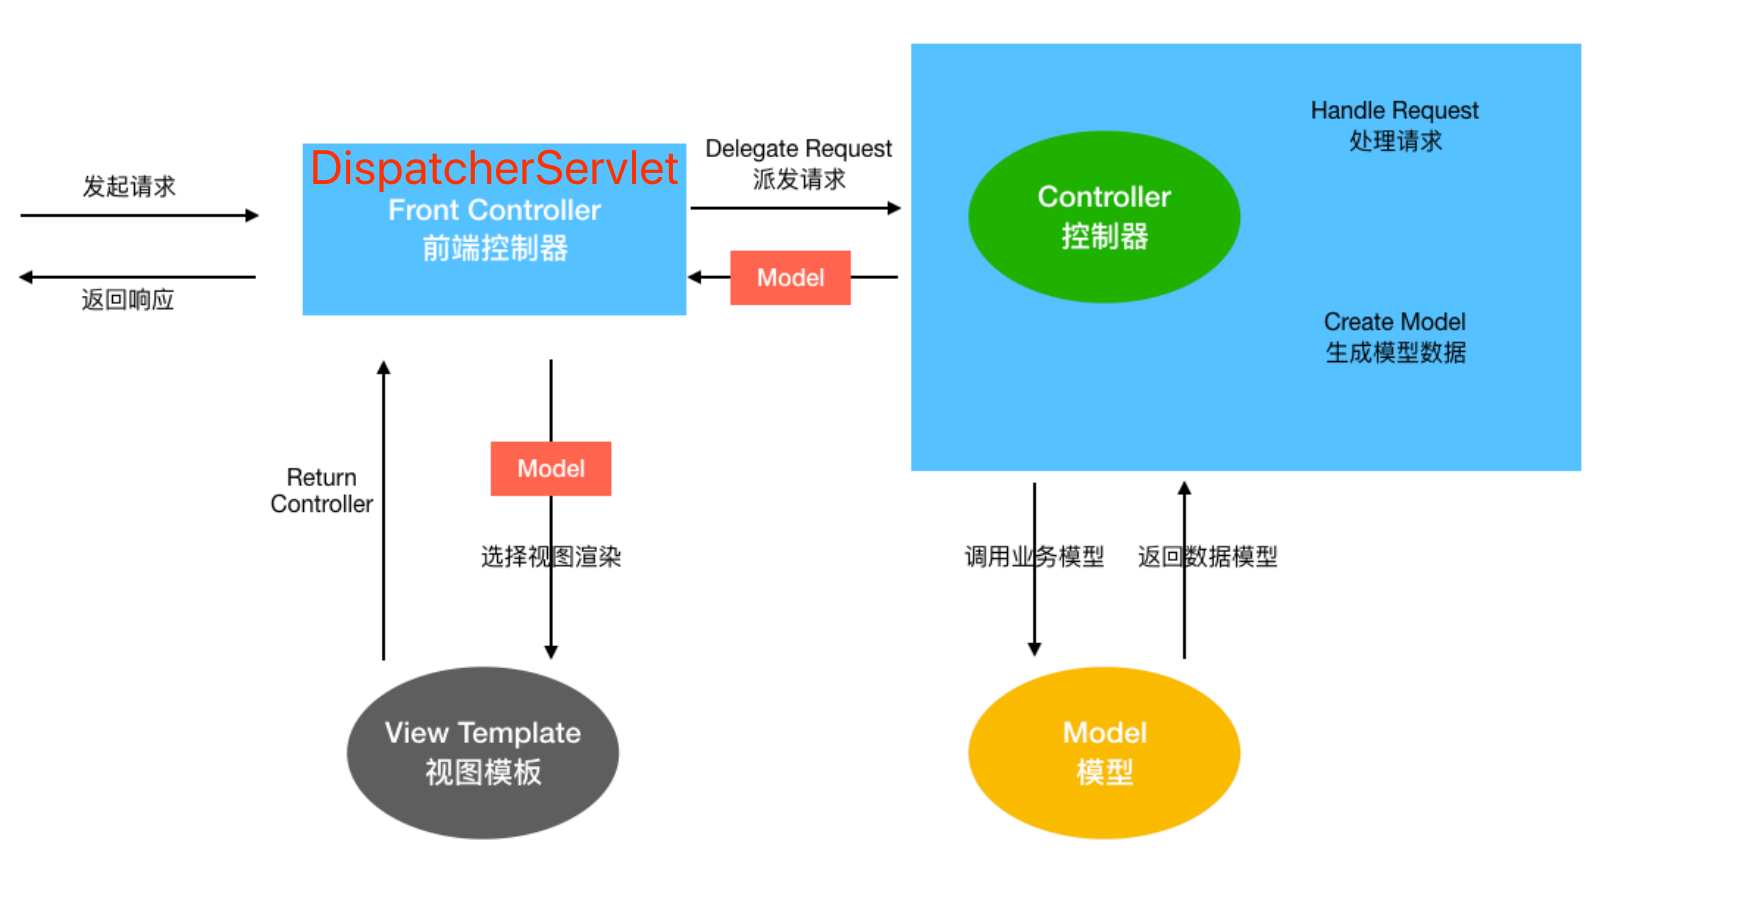 发起请求
返回响应
DispatcherServlet
Front Controller
前端控制器
Delegate Request
派发请求
Model
Controller
控制器
Handle Request
处理请求
Create Model
生成模型数据
Return
Controller
Model
选择视图渲染
调用业务模型
返回数据模型
View Template
视图模板
Model
模型